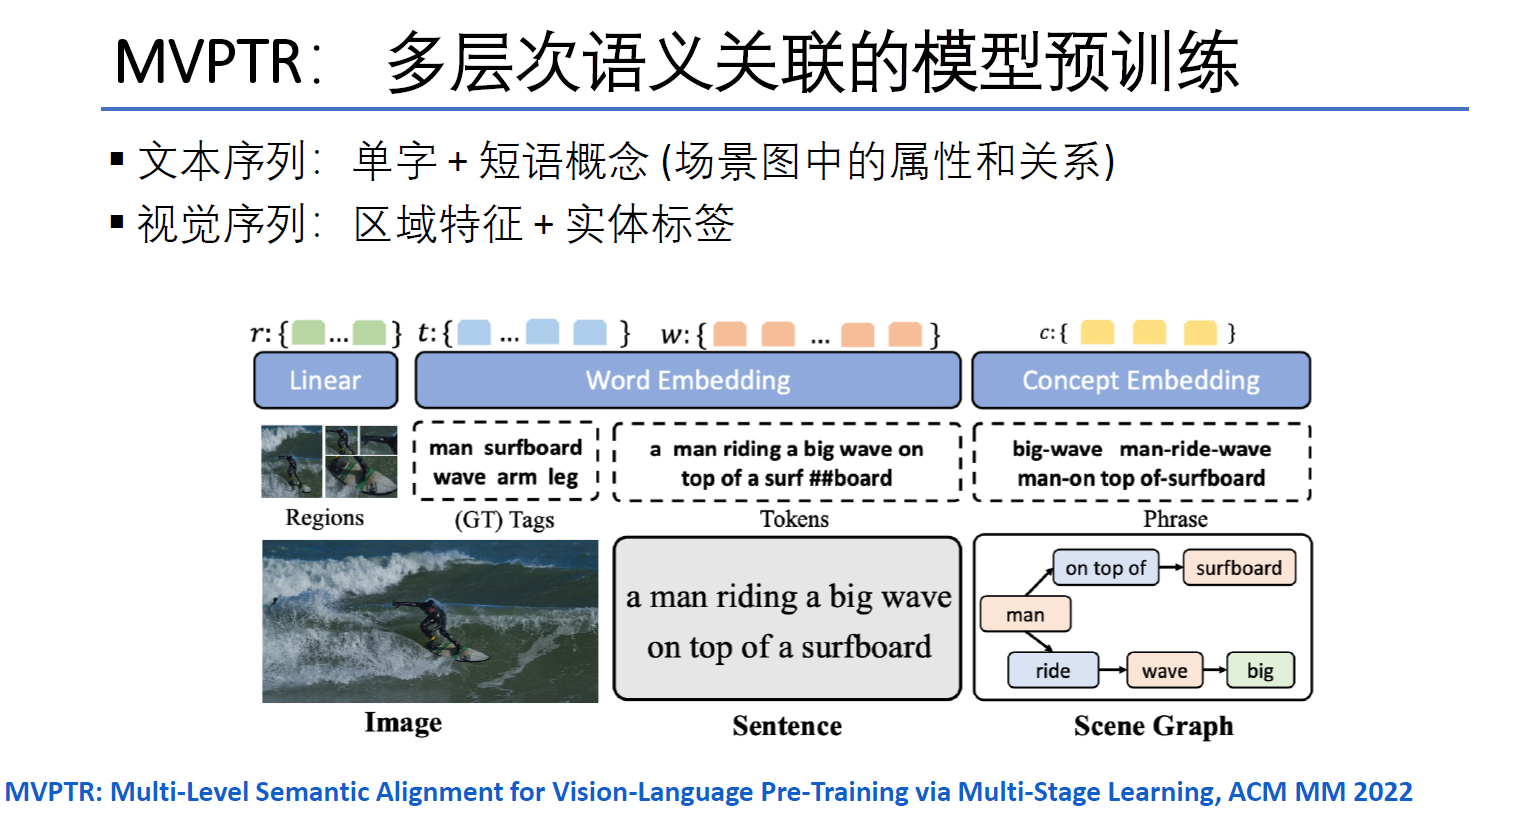 MVPTR： 多层次语义关联的模型预训练
▪ 文本序列： 单字 + 短语概念 (场景图中的属性和关系)
▪ 视觉序列： 区域特征 + 实体标签
r:{ ... } t:{ ... } w:{ ... } c:{ }
Linear Word Embedding Concept Embedding
man surfboard
wave arm leg
a man riding a big wave on
top of a surf ##board
big-wave man-ride-wave
man-on top of-surfboard
Regions (GT) Tags Tokens Phrase
a man riding a big wave
on top of a surfboard
on top of surfboard
man
ride wave big
Image Sentence Scene Graph
MVPTR: Multi-Level Semantic Alignment for Vision-Language Pre-Training via Multi-Stage Learning, ACM MM 2022